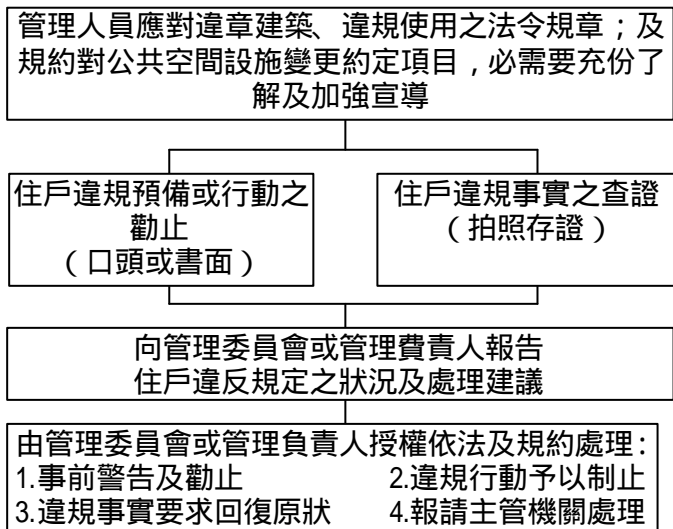 管理人員應對違章建築、違規使用之法令規章；及
規約對公共空間設施變更約定項目，必需要充份了
解及加強宣導
住戶違規預備或行動之
勸止
（口頭或書面）
住戶違規事實之查證
（拍照存證）
向管理委員會或管理費責人報告
住戶違反規定之狀況及處理建議
由管理委員會或管理負責人授權依法及規約處理：
1.事前警告及勸止　2.違規行動予以制止
3.違規事實要求回復原狀　4.報請主管機關處理